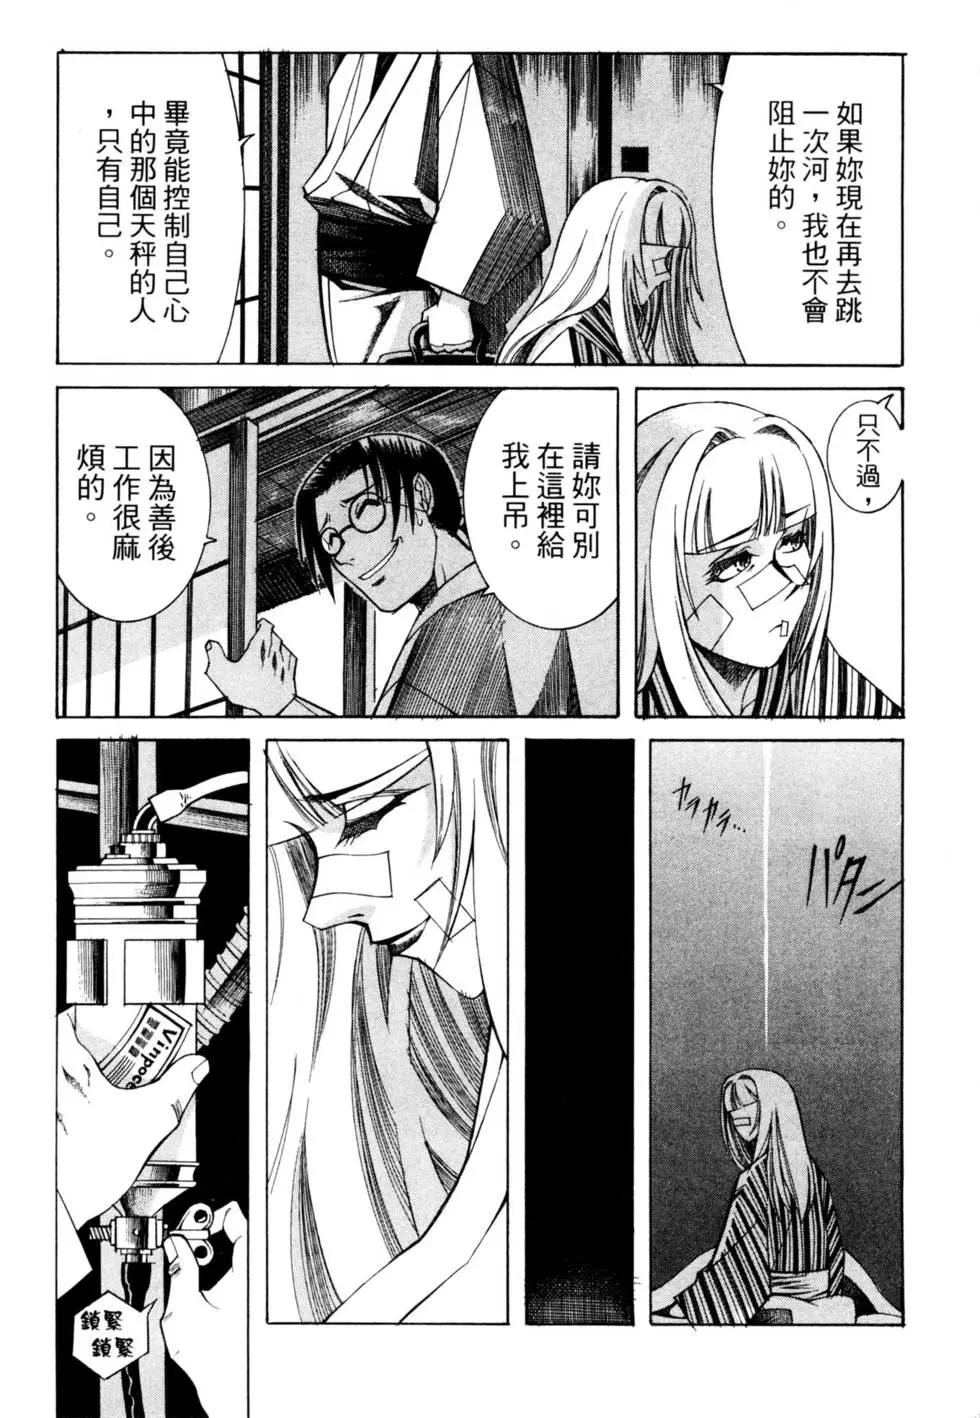 如果妳現在再去跳
一次河，我也不會
阻止妳的。
畢竟能控制自己心
中的那個天秤的人
，只有自己。
只不過，
請妳可別
在這裡給
我上吊。
因為善後
工作很麻
煩的。
カラカラ…
パタン
Vinpoce
鎖緊
鎖緊